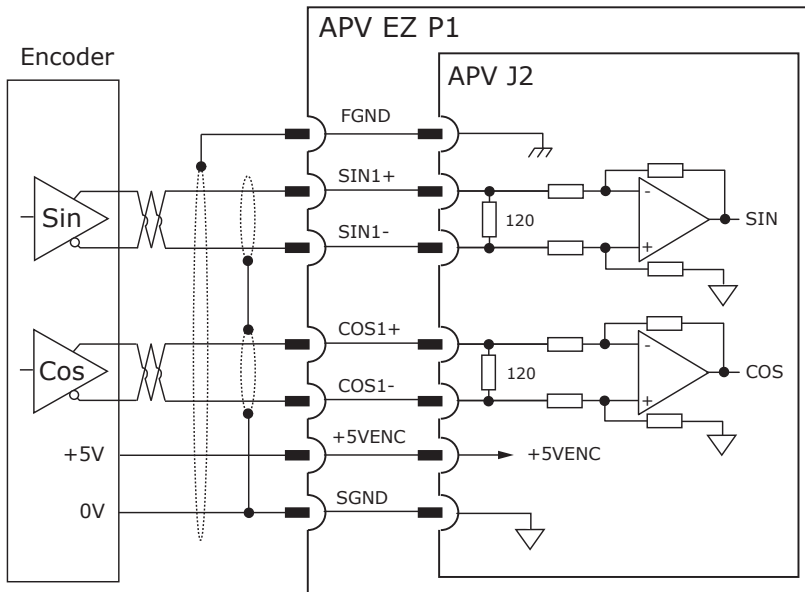 APV EZ P1
Encoder
APV J2
FGND
SIN1+
Sin
120
-
+
SIN
SIN1-
COS1+
Cos
120
-
+
COS
COS1-
+5V
+5VENC
+5VENC
0V
SGND